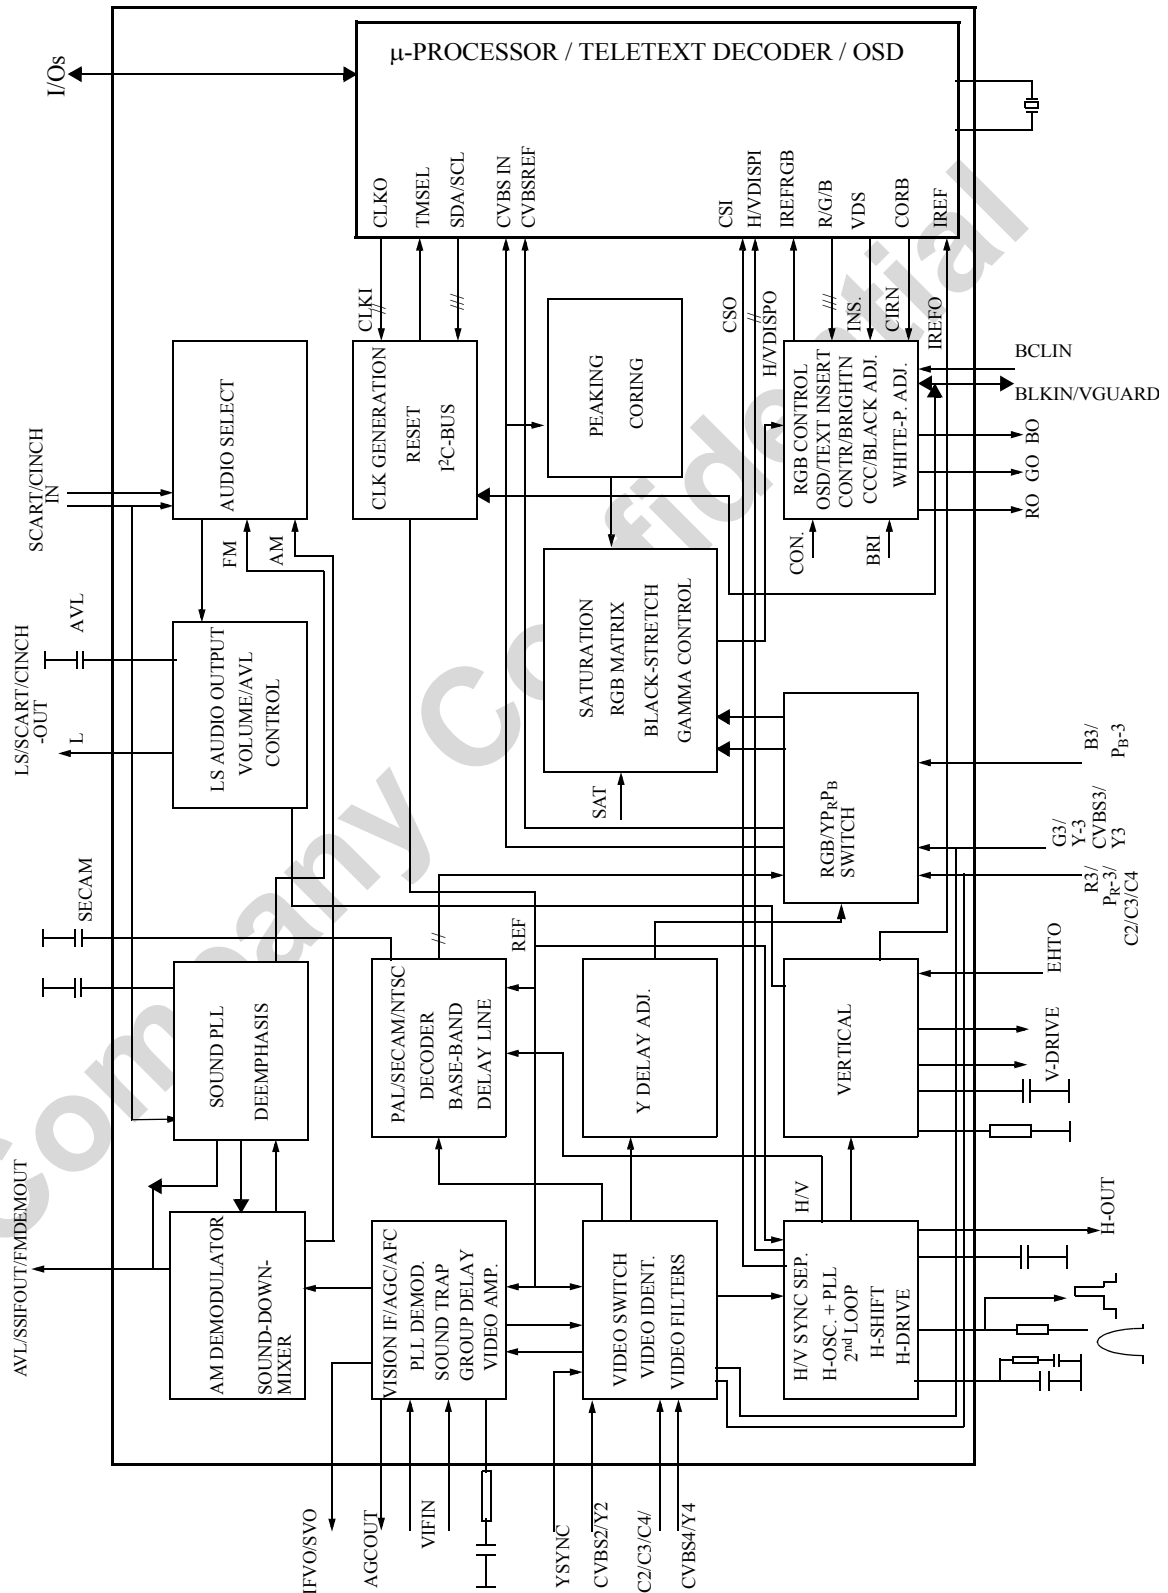 Company Confidential
I/Os
μ-PROCESSOR / TELETEXT DECODER / OSD
CLKO
TMSEL
SDA/SCL
CVBS IN
CVBSREF
CSI
H/VDISPI
IREFRGB
R/G/B
VDS
CORB
IREF
CLKI
CSO
H/VDISPO
INS.
CIRN
IREFO
SCART/CINCH
IN
AUDIO SELECT
FM
AM
CLK GENERATION
RESET
I²C-BUS
PEAKING
CORING
RGB CONTROL
OSD/TEXT INSERT
CONTR/BRIGHTN
CCC/BLACK ADJ.
WHITE-P. ADJ.
CON.
BRI
BCLIN
BLKIN/VGUARD
BO
GO
RO
LS/SCART/CINCH
-OUT
L
AVL
LS AUDIO OUTPUT
VOLUME/AVL
CONTROL
SATURATION
RGB MATRIX
BLACK-STRETCH
GAMMA CONTROL
SAT
RGB/YPRPB
SWITCH
B3/
PB-3
G3/
Y-3
CVBS3/
Y3
R3/
PR-3/
C2/C3/C4
SECAM
SOUND PLL
DEEMPHASIS
PAL/SECAM/NTSC
DECODER
BASE-BAND
DELAY LINE
REF
Y DELAY ADJ.
VERTICAL
EHTO
V-DRIVE
AVL/SSIFOUT/FMDEMOUT
AM DEMODULATOR
SOUND-DOWN-
MIXER
VISION IF/AGC/AFC
PLL DEMOD.
SOUND TRAP
GROUP DELAY
VIDEO AMP.
VIDEO SWITCH
VIDEO IDENT.
VIDEO FILTERS
H/V
H/V SYNC SEP.
H-OSC. + PLL
2nd LOOP
H-SHIFT
H-DRIVE
H-OUT
IFVO/SVO
AGCOUT
VIFIN
YSYNC
CVBS2/Y2
C2/C3/C4/
CVBS4/Y4